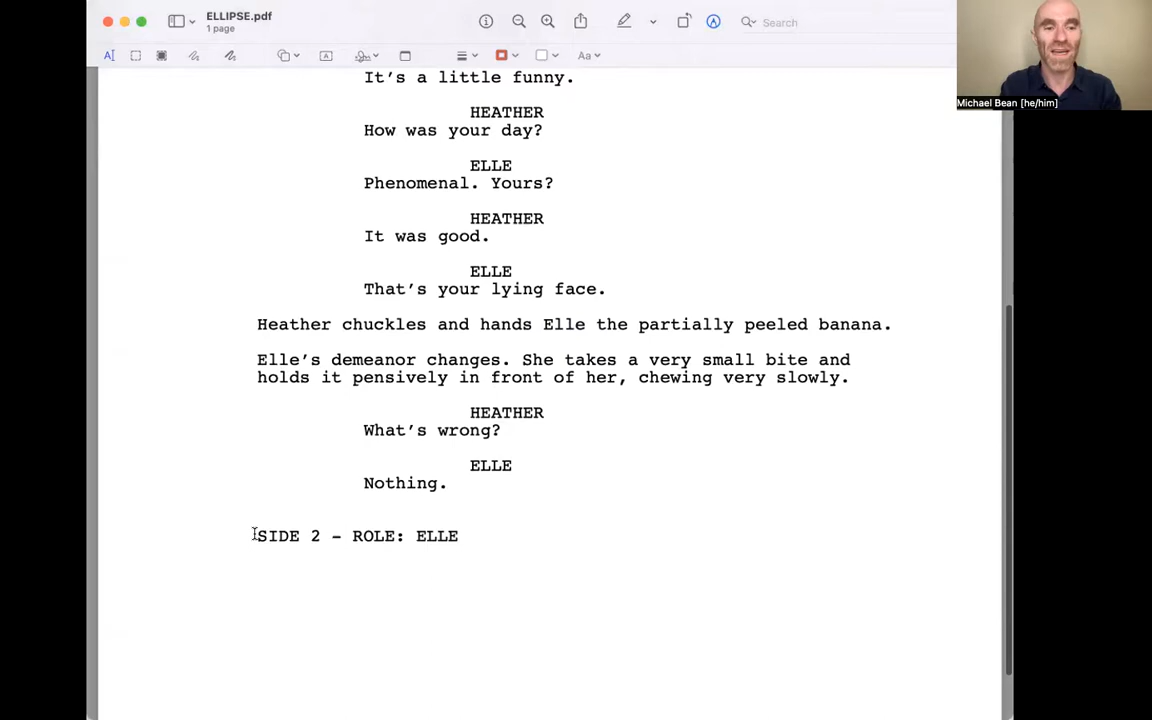 ELLIPSE.pdf
1 page
Search
Aa
Michael Bean [he/him]
It's a little funny.
HEATHER
How was your day?
ELLE
Phenomenal. Yours?
HEATHER
It was good.
ELLE
That's your lying face.
Heather chuckles and hands Elle the partially peeled banana.
Elle's demeanor changes. She takes a very small bite and
holds it pensively in front of her, chewing very slowly.
HEATHER
What's wrong?
ELLE
Nothing.
SIDE 2 - ROLE: ELLE